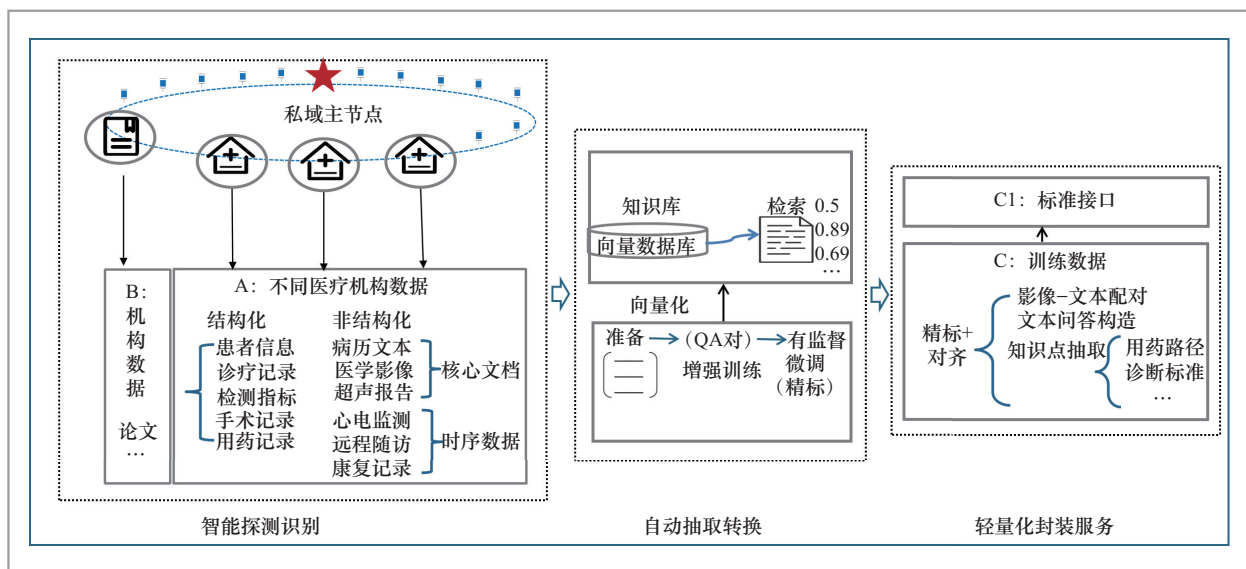 私域主节点
B:
机
构
数
据
论文
…
A: 不同医疗机构数据
结构化
患者信息
诊疗记录
检测指标
手术记录
用药记录
非结构化
病历文本
医学影像
超声报告
核心文档
心电监测
远程随访
康复记录
时序数据
智能探测识别
知识库
向量数据库
检索 0.5
0.89
0.69
…
向量化
准备
(QA对)
增强训练
有监督
微调
(精标)
自动抽取转换
C1: 标准接口
C: 训练数据
精标+
对齐
影像-文本配对
文本问答构造
知识点抽取
用药路径
诊断标准
…
轻量化封装服务